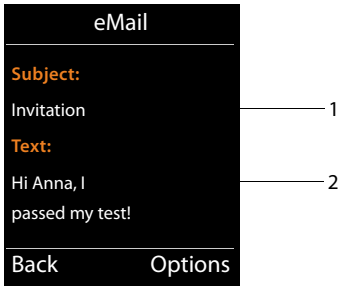 eMail
Subject:
Invitation 1
Text:
Hi Anna, I 2
passed my test!
Back Options